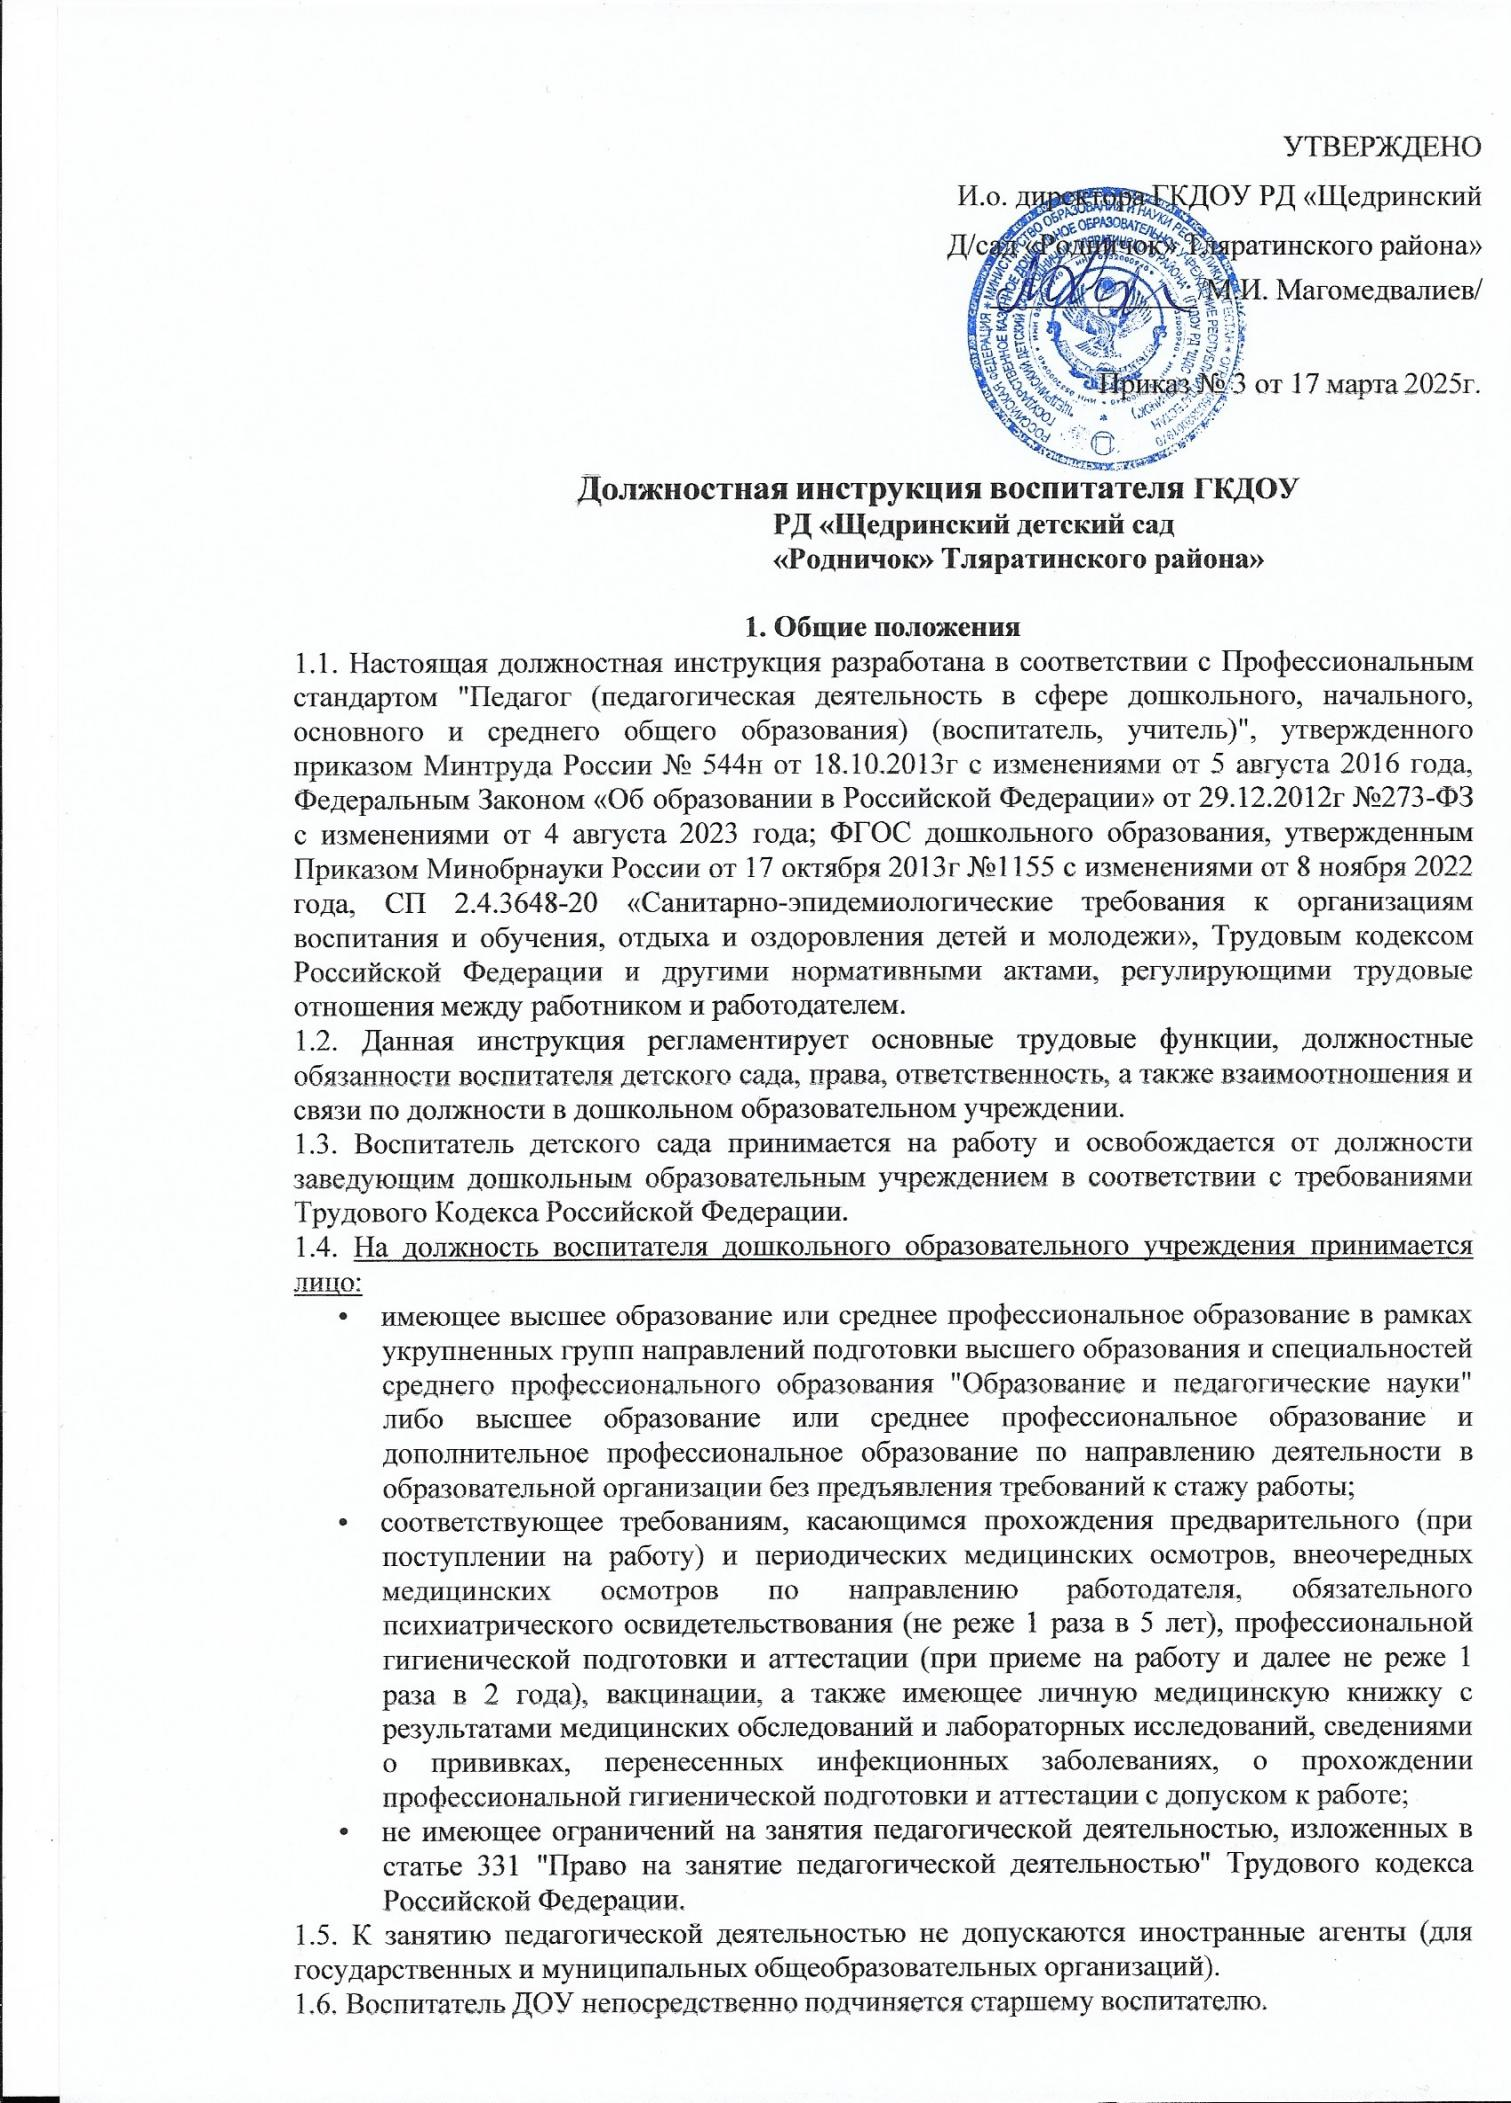 УТВЕРЖДЕНО
И.о. директора ГКДОУ РД «Щедринский
Д/сад «Родничок» Тляратинского района»
/М.И. Магомедвалиев/
Приказ № 3 от 17 марта 2025г.
Должностная инструкция воспитателя ГКДОУ
РД «Щедринский детский сад
«Родничок» Тляратинского района»
1. Общие положения
1.1. Настоящая должностная инструкция разработана в соответствии с Профессиональным
стандартом "Педагог (педагогическая деятельность в сфере дошкольного, начального,
основного и среднего общего образования) (воспитатель, учитель)", утвержденного
приказом Минтруда России № 544н от 18.10.2013г с изменениями от 5 августа 2016 года,
Федеральным Законом «Об образовании в Российской Федерации» от 29.12.2012г №273-ФЗ
с изменениями от 4 августа 2023 года; ФГОС дошкольного образования, утвержденным
Приказом Минобрнауки России от 17 октября 2013г №1155 с изменениями от 8 ноября 2022
года, СП 2.4.3648-20 «Санитарно-эпидемиологические требования к организациям
воспитания и обучения, отдыха и оздоровления детей и молодежи», Трудовым кодексом
Российской Федерации и другими нормативными актами, регулирующими трудовые
отношения между работником и работодателем.
1.2. Данная инструкция регламентирует основные трудовые функции, должностные
обязанности воспитателя детского сада, права, ответственность, а также взаимоотношения и
связи по должности в дошкольном образовательном учреждении.
1.3. Воспитатель детского сада принимается на работу и освобождается от должности
заведующим дошкольным образовательным учреждением в соответствии с требованиями
Трудового Кодекса Российской Федерации.
1.4. На должность воспитателя дошкольного образовательного учреждения принимается
лицо:
• имеющее высшее образование или среднее профессиональное образование в рамках
укрупненных групп направлений подготовки высшего образования и специальностей
среднего профессионального образования "Образование и педагогические науки"
либо высшее образование или среднее профессиональное образование и
дополнительное профессиональное образование по направлению деятельности в
образовательной организации без предъявления требований к стажу работы;
• соответствующее требованиям, касающимся прохождения предварительного (при
поступлении на работу) и периодических медицинских осмотров, внеочередных
медицинских осмотров по направлению работодателя, обязательного
психиатрического освидетельствования (не реже 1 раза в 5 лет), профессиональной
гигиенической подготовки и аттестации (при приеме на работу и далее не реже 1
раза в 2 года), вакцинации, а также имеющее личную медицинскую книжку с
результатами медицинских обследований и лабораторных исследований, сведениями
о прививках, перенесенных инфекционных заболеваниях, о прохождении
профессиональной гигиенической подготовки и аттестации с допуском к работе;
• не имеющее ограничений на занятия педагогической деятельностью, изложенных в
статье 331 "Право на занятие педагогической деятельностью" Трудового кодекса
Российской Федерации.
1.5. К занятию педагогической деятельностью не допускаются иностранные агенты (для
государственных и муниципальных общеобразовательных организаций).
1.6. Воспитатель ДОУ непосредственно подчиняется старшему воспитателю.